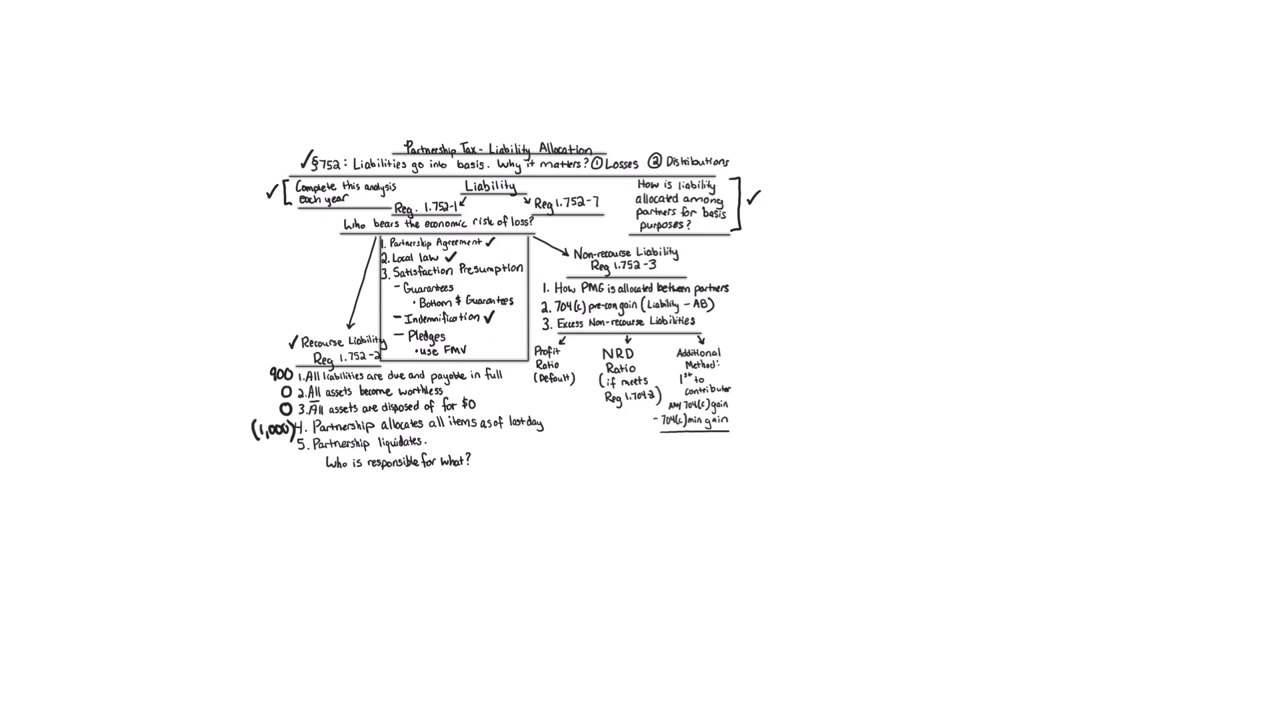 Partnership Tax - Liability Allocation
✓ §752: Liabilities go into basis. Why it matters? ① Losses ② Distributions
✓ [ Complete this analysis
each year
Liability
Reg. 1.752-1
Reg 1.752-7
How is liability
allocated among
partners for basis
purposes? ] ✓
Who bears the economic risk of loss?
1. Partnership Agreement ✓
2. Local law ✓
3. Satisfaction Presumption
- Guarantees
• Bottom $ Guarantees
- Indemnification ✓
- Pledges
• use FMV
Non-recourse Liability
Reg 1.752-3
1. How PMG is allocated between partners
2. 704(c) pre-con gain (Liability - AB)
3. Excess Non-recourse Liabilities
Profit
Ratio
(Default)
NRD
Ratio
(if meets
Reg 1.704-2)
Additional
Method:
1st to
contributor
Any 704(c) gain
- 704(c) min gain
✓ Recourse Liability
Reg 1.752-2
900 1. All liabilities are due and payable in full
0 2. All assets become worthless
0 3. All assets are disposed of for $0
(1,000) 4. Partnership allocates all items as of last day
5. Partnership liquidates.
Who is responsible for what?